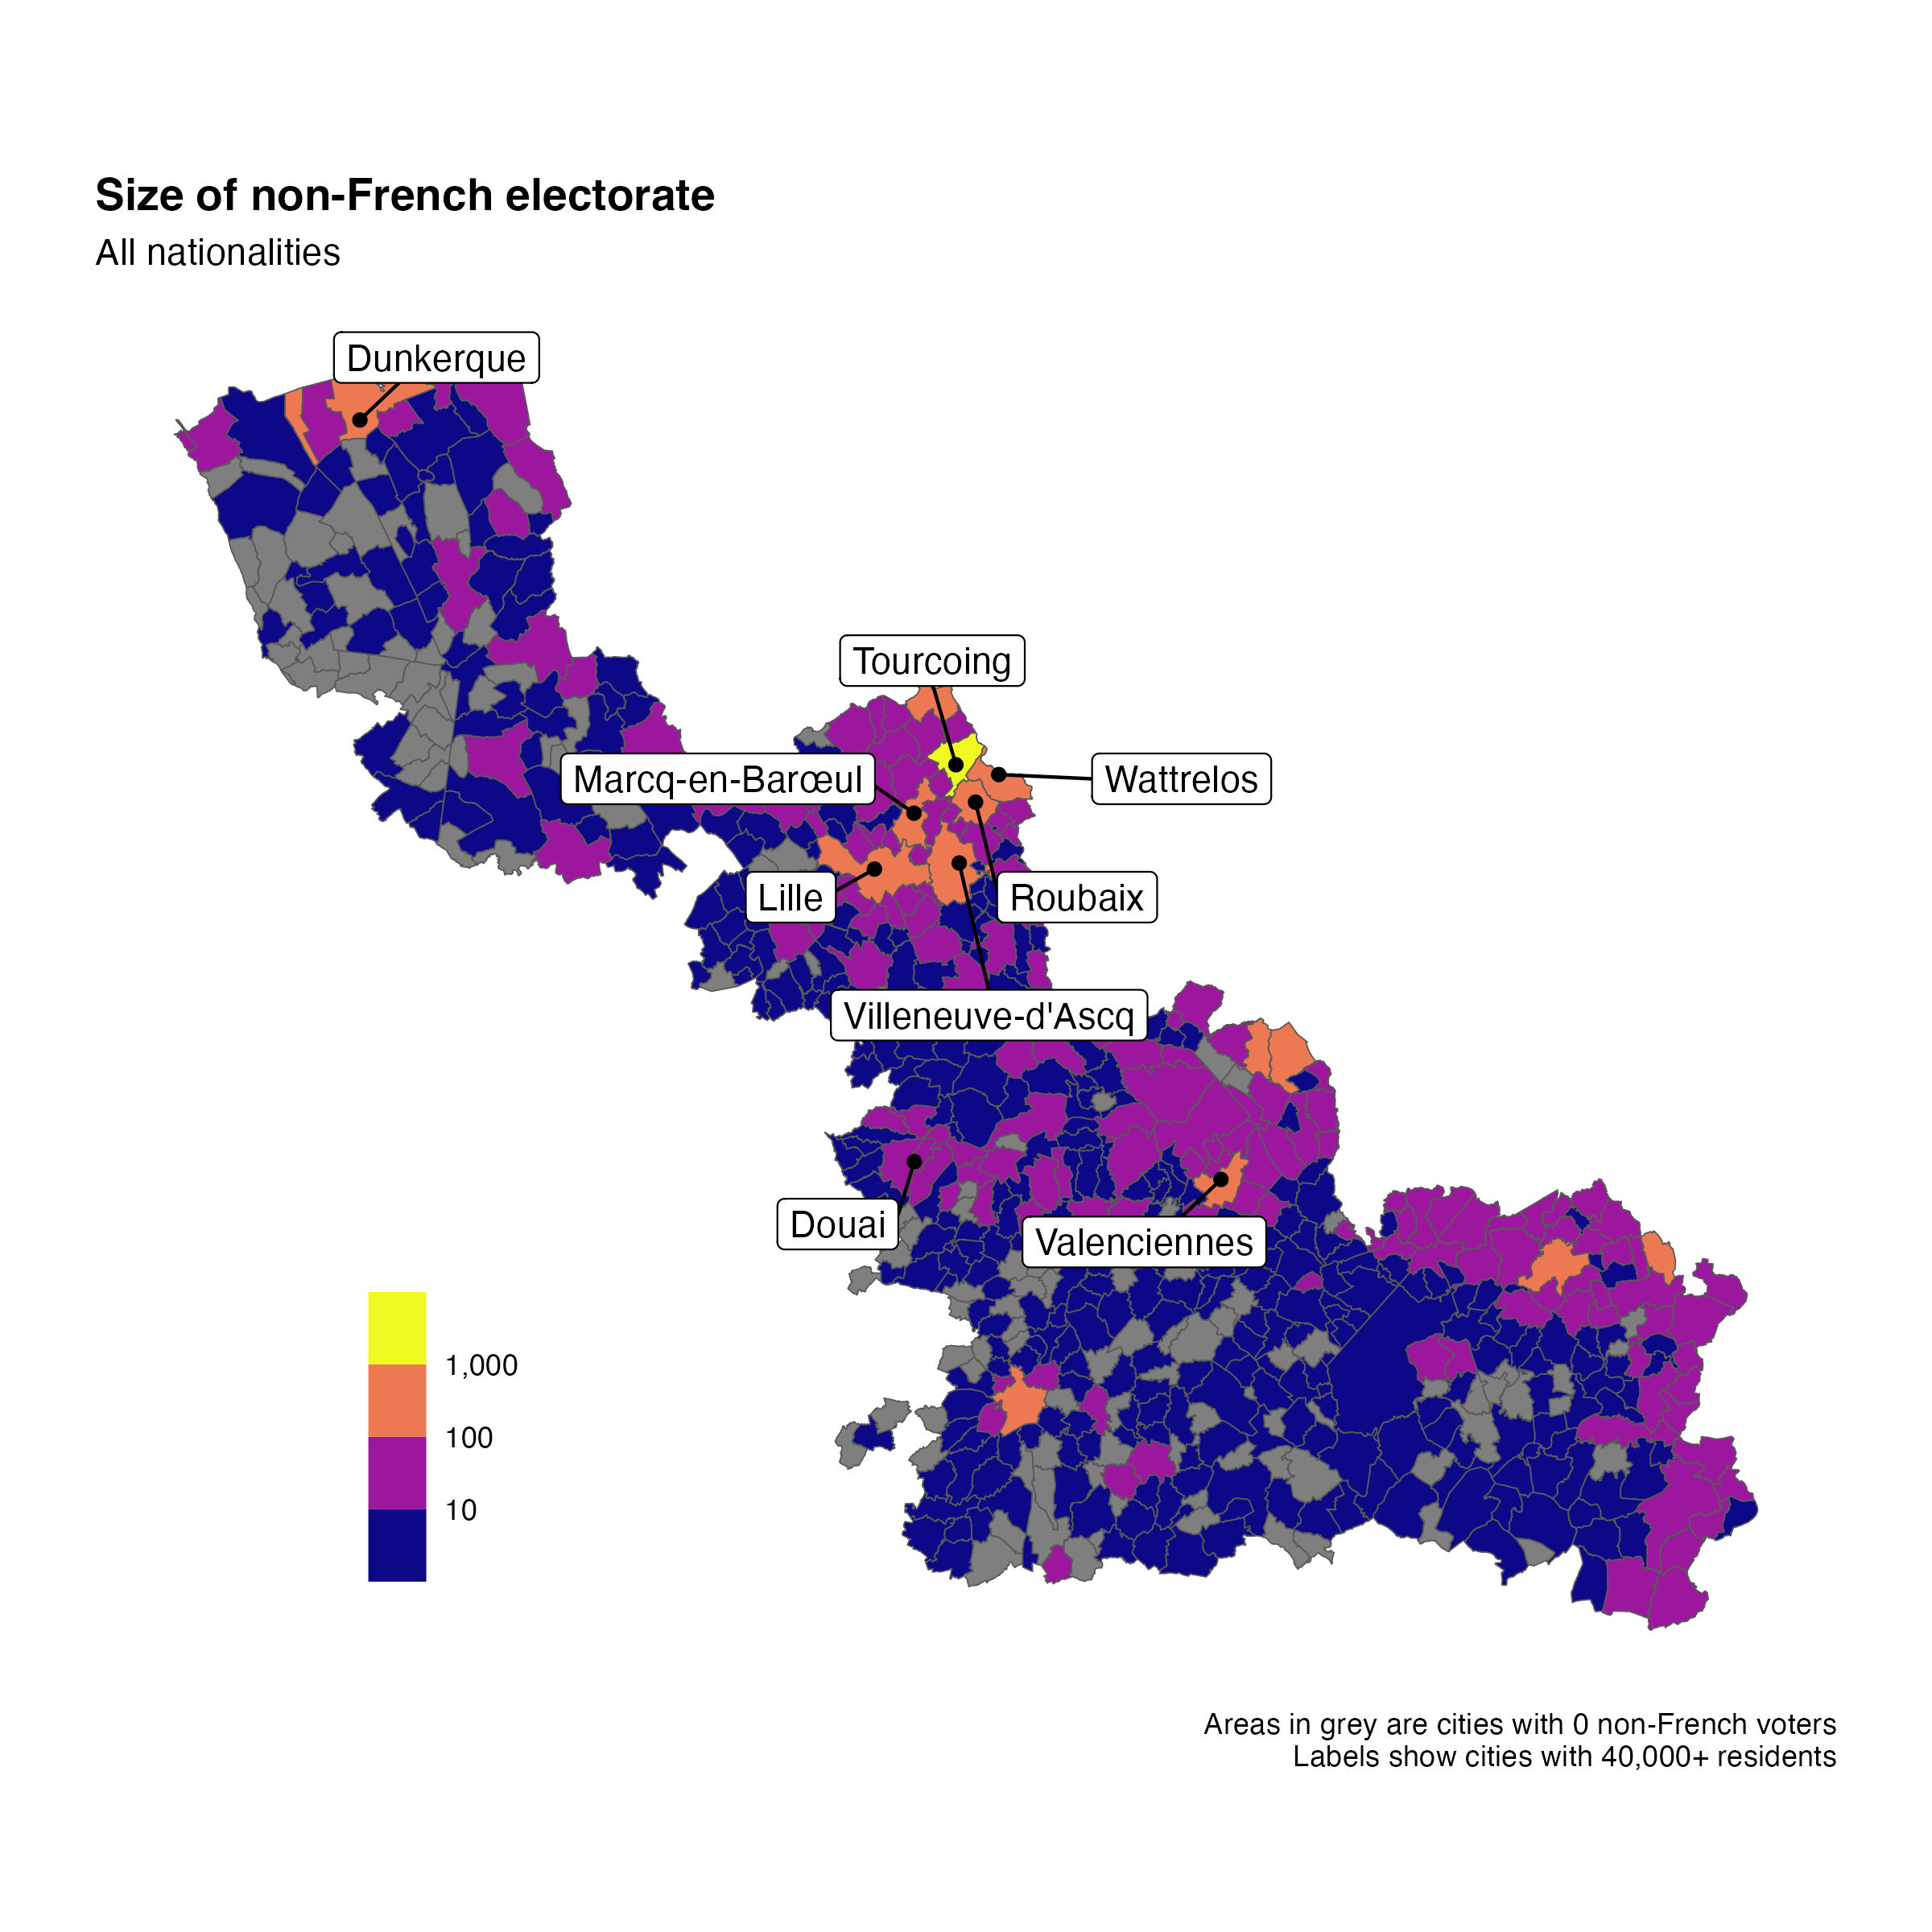 Size of non-French electorate
All nationalities
Dunkerque
Tourcoing
Marcq-en-Barœul
Wattrelos
Lille
Roubaix
Villeneuve-d'Ascq
Douai
Valenciennes
1,000
100
10
Areas in grey are cities with 0 non-French voters
Labels show cities with 40,000+ residents